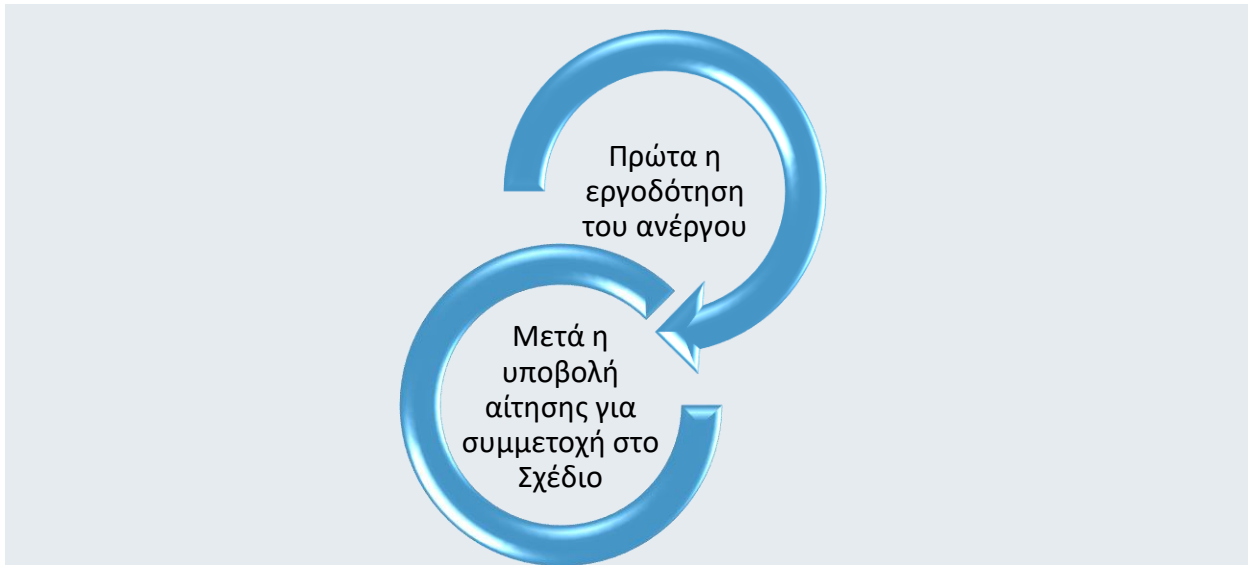 Πρώτα η
εργοδότηση
του ανέργου
Μετά η
υποβολή
αίτησης για
συμμετοχή στο
Σχέδιο